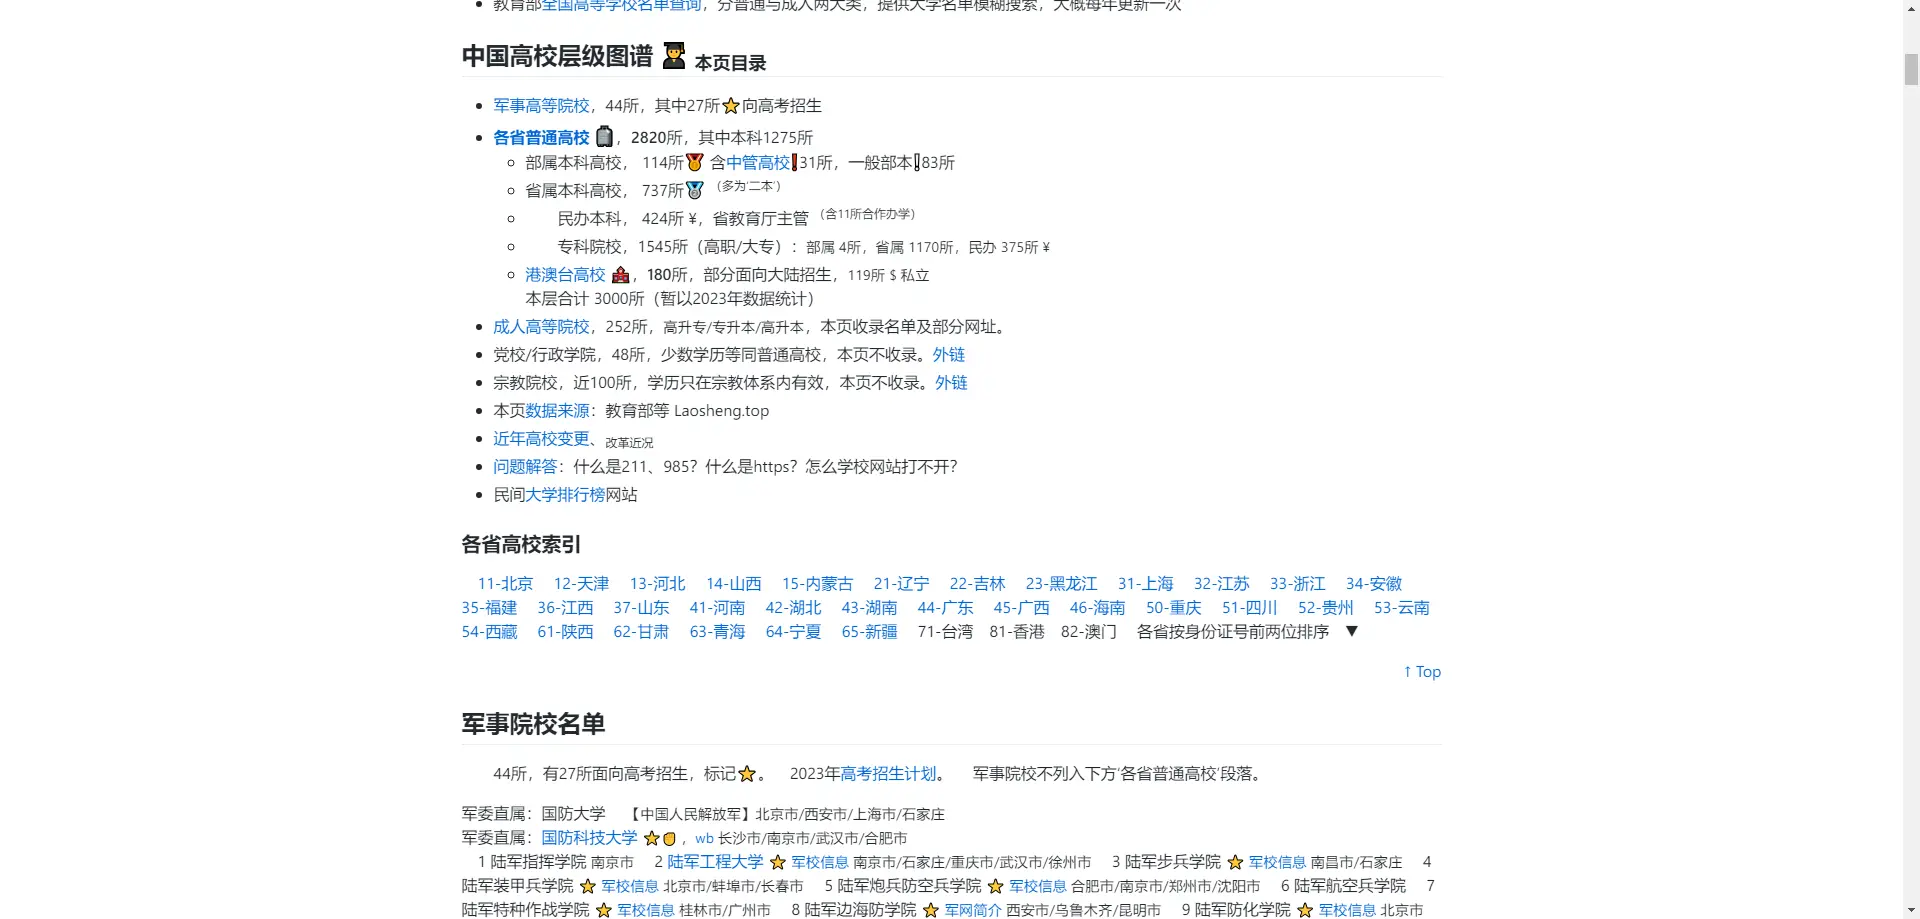 教育部全国高等学校名单查询，分普通与成人两大类，提供大学名单模糊搜索，大概每年更新一次
中国高校层级图谱 本页目录
军事高等院校，44所，其中27所⭐向高考招生
各省普通高校 ，2820所，其中本科1275所
部属本科高校， 114所🏅 含中管高校❗31所，一般部本❕83所
省属本科高校， 737所 （多为‘二本’）
民办本科， 424所 ¥，省教育厅主管 （含11所合作办学）
专科院校，1545所（高职/大专）：部属 4所，省属 1170所，民办 375所 ¥
港澳台高校 ，180所，部分面向大陆招生，119所 $ 私立
本层合计 3000所（暂以2023年数据统计）
成人高等院校，252所，高升专/专升本/高升本，本页收录名单及部分网址。
党校/行政学院，48所，少数学历等同普通高校，本页不收录。外链
宗教院校，近100所，学历只在宗教体系内有效，本页不收录。外链
本页数据来源：教育部等 Laosheng.top
近年高校变更、改革近况
问题解答：什么是211、985？什么是https？怎么学校网站打不开？
民间大学排行榜网站
各省高校索引
11-北京 12-天津 13-河北 14-山西 15-内蒙古 21-辽宁 22-吉林 23-黑龙江 31-上海 32-江苏 33-浙江 34-安徽
35-福建 36-江西 37-山东 41-河南 42-湖北 43-湖南 44-广东 45-广西 46-海南 50-重庆 51-四川 52-贵州 53-云南
54-西藏 61-陕西 62-甘肃 63-青海 64-宁夏 65-新疆 71-台湾 81-香港 82-澳门 各省按身份证号前两位排序 ▼
↑ Top
军事院校名单
44所，有27所面向高考招生，标记⭐。 2023年高考招生计划。 军事院校不列入下方‘各省普通高校’段落。
军委直属：国防大学 【中国人民解放军】北京市/西安市/上海市/石家庄
军委直属：国防科技大学 ⭐✊，wb 长沙市/南京市/武汉市/合肥市
1 陆军指挥学院 南京市 2 陆军工程大学 ⭐ 军校信息 南京市/石家庄/重庆市/武汉市/徐州市 3 陆军步兵学院 ⭐ 军校信息 南昌市/石家庄 4
陆军装甲兵学院 ⭐ 军校信息 北京市/蚌埠市/长春市 5 陆军炮兵防空兵学院 ⭐ 军校信息 合肥市/南京市/郑州市/沈阳市 6 陆军航空兵学院 7
陆军特种作战学院 ⭐ 军校信息 桂林市/广州市 8 陆军边海防学院 ⭐ 军网简介 西安市/乌鲁木齐/昆明市 9 陆军防化学院 ⭐ 军校信息 北京市